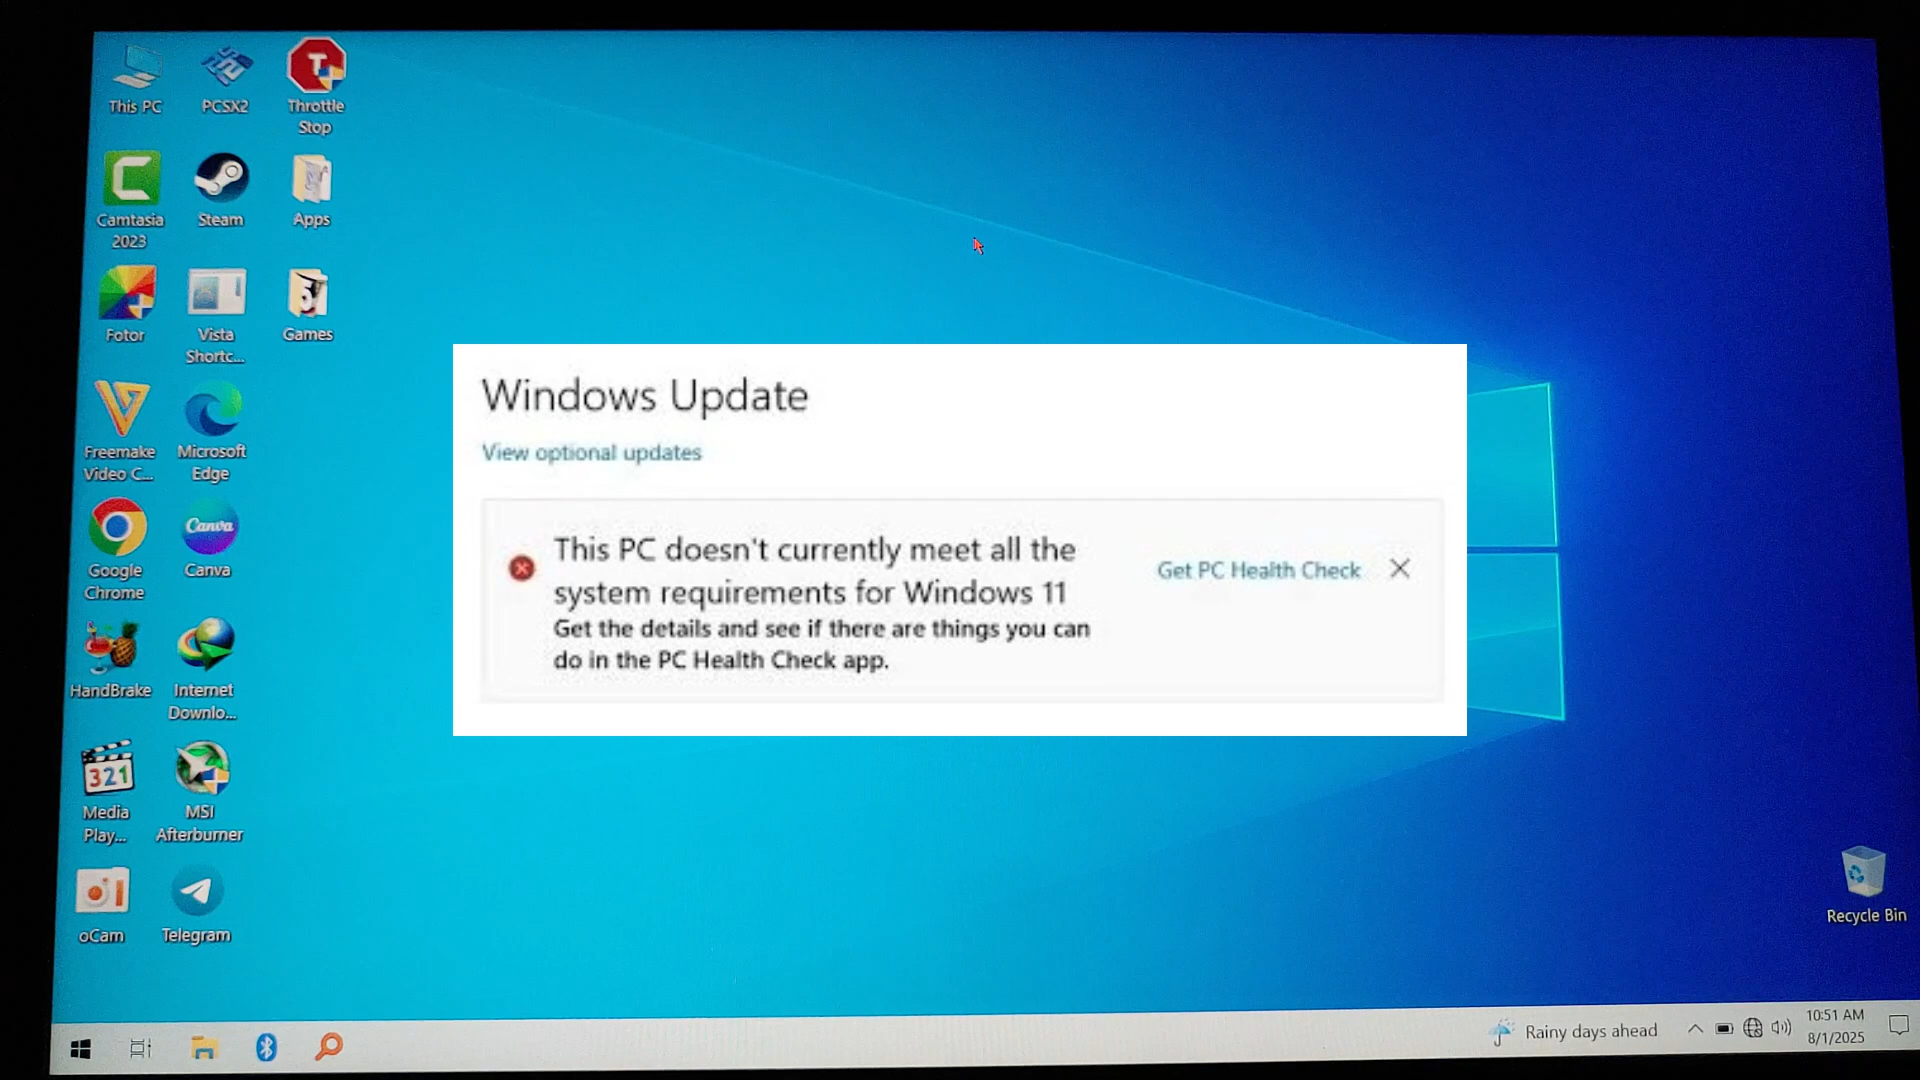 This PC
PCSX2
Throttle
Stop
T
Camtasia
2023
Steam
Apps
Fotor
Vista
Shortc...
Games
Freemake
Video C...
Microsoft
Edge
Google
Chrome
Canva
Canva
HandBrake
Internet
Downlo...
321
Media
Play...
MSI
Afterburner
oCam
Telegram
Windows Update
View optional updates
This PC doesn't currently meet all the
system requirements for Windows 11
Get the details and see if there are things you can
do in the PC Health Check app.
Get PC Health Check
Recycle Bin
Rainy days ahead
10:51 AM
8/1/2025